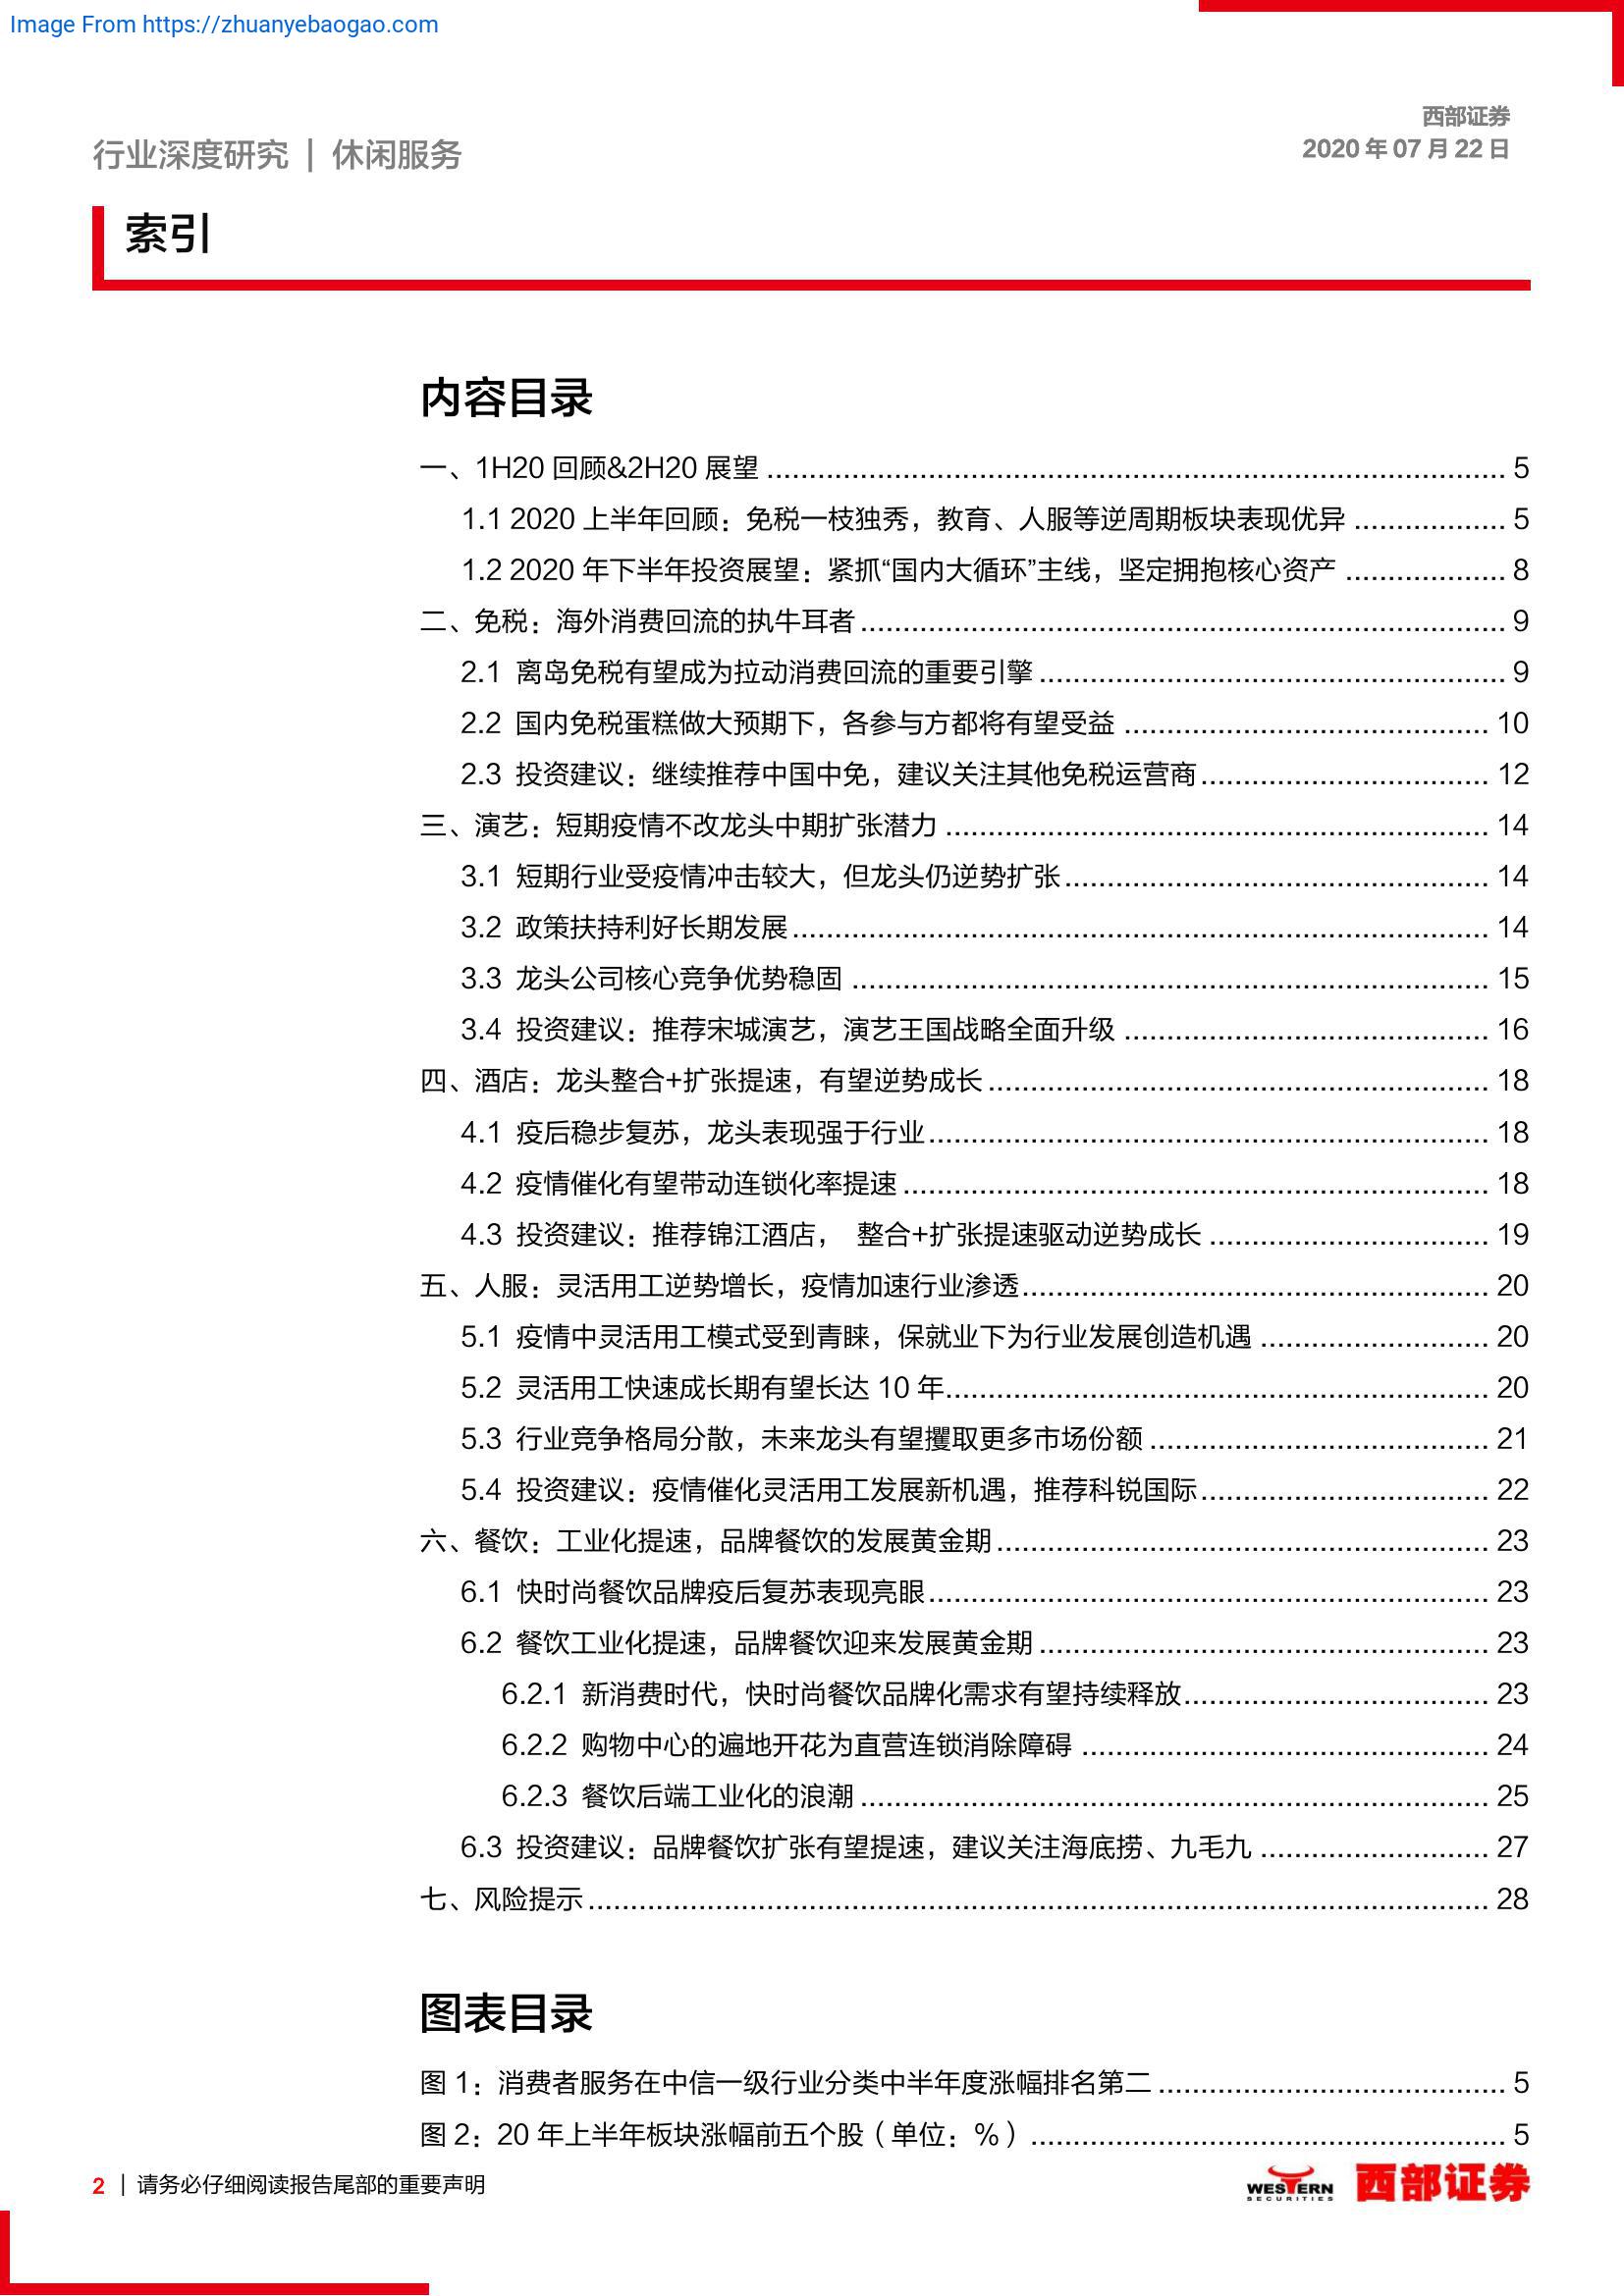 Image From https://zhuanyebaogao.com
西部证券
行业深度研究 | 休闲服务
2020 年 07 月 22 日
索引
内容目录
一、1H20 回顾&2H20 展望 ........ 5
1.1 2020 上半年回顾：免税一枝独秀，教育、人服等逆周期板块表现优异 ........ 5
1.2 2020 年下半年投资展望：紧抓“国内大循环”主线，坚定拥抱核心资产 ........ 8
二、免税：海外消费回流的执牛耳者 ........ 9
2.1 离岛免税有望成为拉动消费回流的重要引擎 ........ 9
2.2 国内免税蛋糕做大预期下，各参与方都将有望受益 ........ 10
2.3 投资建议：继续推荐中国中免，建议关注其他免税运营商 ........ 12
三、演艺：短期疫情不改龙头中期扩张潜力 ........ 14
3.1 短期行业受疫情冲击较大，但龙头仍逆势扩张 ........ 14
3.2 政策扶持利好长期发展 ........ 14
3.3 龙头公司核心竞争优势稳固 ........ 15
3.4 投资建议：推荐宋城演艺，演艺王国战略全面升级 ........ 16
四、酒店：龙头整合+扩张提速，有望逆势成长 ........ 18
4.1 疫后稳步复苏，龙头表现强于行业 ........ 18
4.2 疫情催化有望带动连锁化率提速 ........ 18
4.3 投资建议：推荐锦江酒店， 整合+扩张提速驱动逆势成长 ........ 19
五、人服：灵活用工逆势增长，疫情加速行业渗透 ........ 20
5.1 疫情中灵活用工模式受到青睐，保就业下为行业发展创造机遇 ........ 20
5.2 灵活用工快速成长期有望长达 10 年 ........ 20
5.3 行业竞争格局分散，未来龙头有望攫取更多市场份额 ........ 21
5.4 投资建议：疫情催化灵活用工发展新机遇，推荐科锐国际 ........ 22
六、餐饮：工业化提速，品牌餐饮的发展黄金期 ........ 23
6.1 快时尚餐饮品牌疫后复苏表现亮眼 ........ 23
6.2 餐饮工业化提速，品牌餐饮迎来发展黄金期 ........ 23
6.2.1 新消费时代，快时尚餐饮品牌化需求有望持续释放 ........ 23
6.2.2 购物中心的遍地开花为直营连锁消除障碍 ........ 24
6.2.3 餐饮后端工业化的浪潮 ........ 25
6.3 投资建议：品牌餐饮扩张有望提速，建议关注海底捞、九毛九 ........ 27
七、风险提示 ........ 28
图表目录
图 1：消费者服务在中信一级行业分类中半年度涨幅排名第二 ........ 5
图 2：20 年上半年板块涨幅前五个股（单位：%） ........ 5
2 | 请务必仔细阅读报告尾部的重要声明
WESTERN
SECURITIES
西部证券